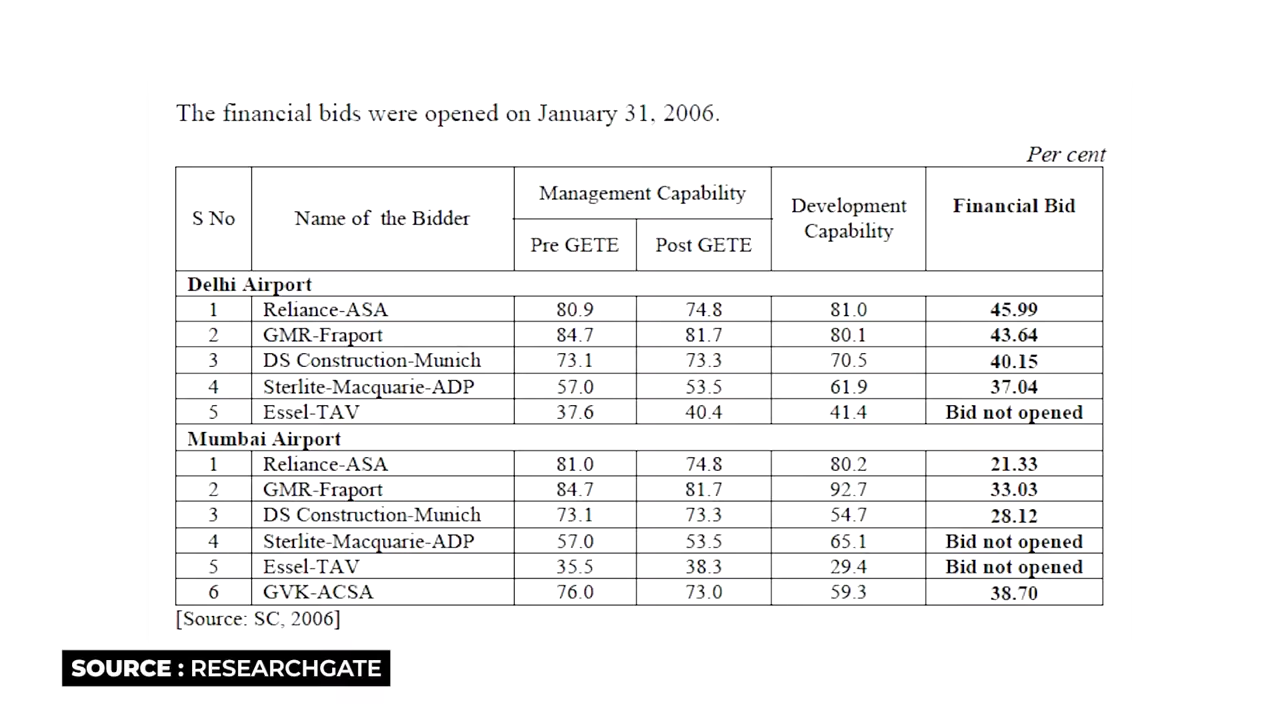 The financial bids were opened on January 31, 2006.
Per cent
S No Name of the Bidder Management Capability Development Capability Financial Bid
Pre GETE Post GETE
Delhi Airport
1 Reliance-ASA 80.9 74.8 81.0 45.99
2 GMR-Fraport 84.7 81.7 80.1 43.64
3 DS Construction-Munich 73.1 73.3 70.5 40.15
4 Sterlite-Macquarie-ADP 57.0 53.5 61.9 37.04
5 Essel-TAV 37.6 40.4 41.4 Bid not opened
Mumbai Airport
1 Reliance-ASA 81.0 74.8 80.2 21.33
2 GMR-Fraport 84.7 81.7 92.7 33.03
3 DS Construction-Munich 73.1 73.3 54.7 28.12
4 Sterlite-Macquarie-ADP 57.0 53.5 65.1 Bid not opened
5 Essel-TAV 35.5 38.3 29.4 Bid not opened
6 GVK-ACSA 76.0 73.0 59.3 38.70
[Source: SC, 2006]
SOURCE : RESEARCHGATE